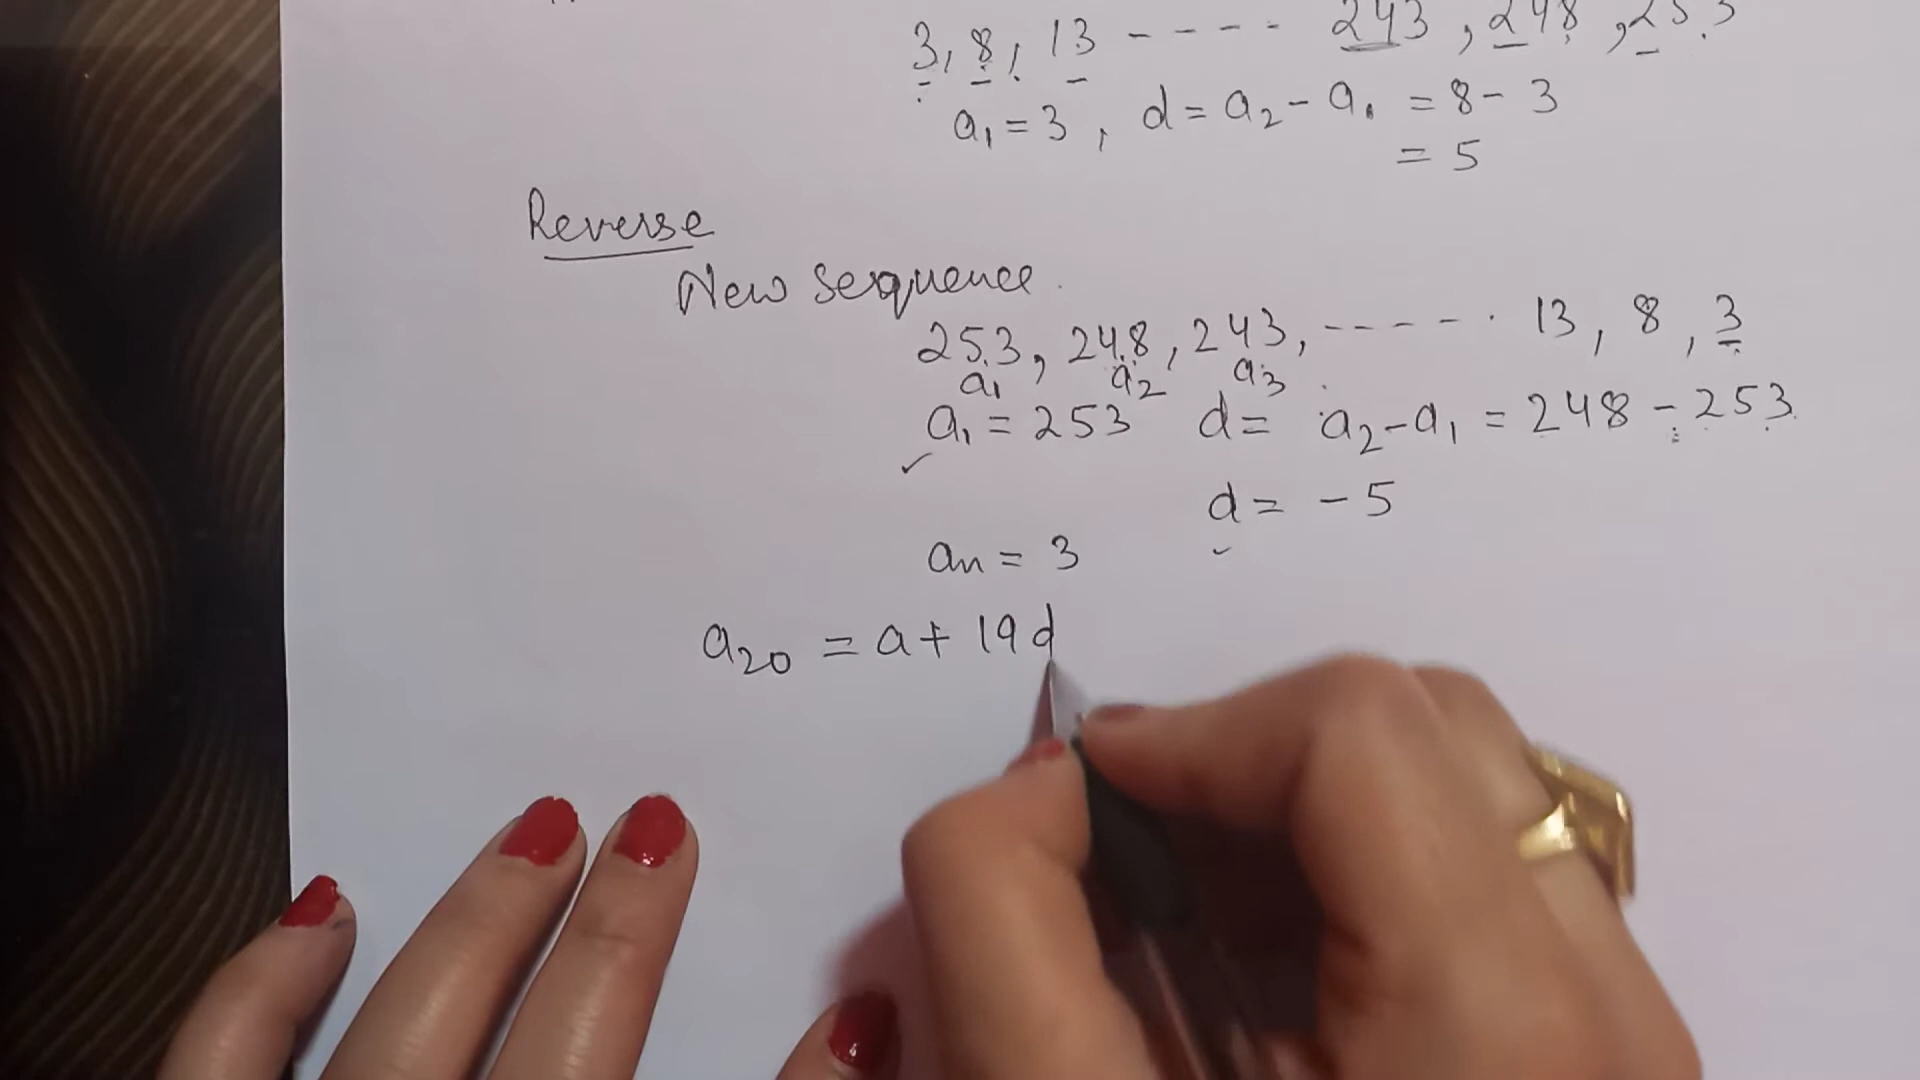 3, 8, 13 ---- 243, 248, 253
a₁ = 3, d = a₂ - a₁ = 8 - 3
= 5
Reverse
New sequence
253, 248, 243, ----- 13, 8, 3
a₁ a₂ a₃
a₁ = 253 d = a₂ - a₁ = 248 - 253
d = -5
an = 3
a₂₀ = a + 19d